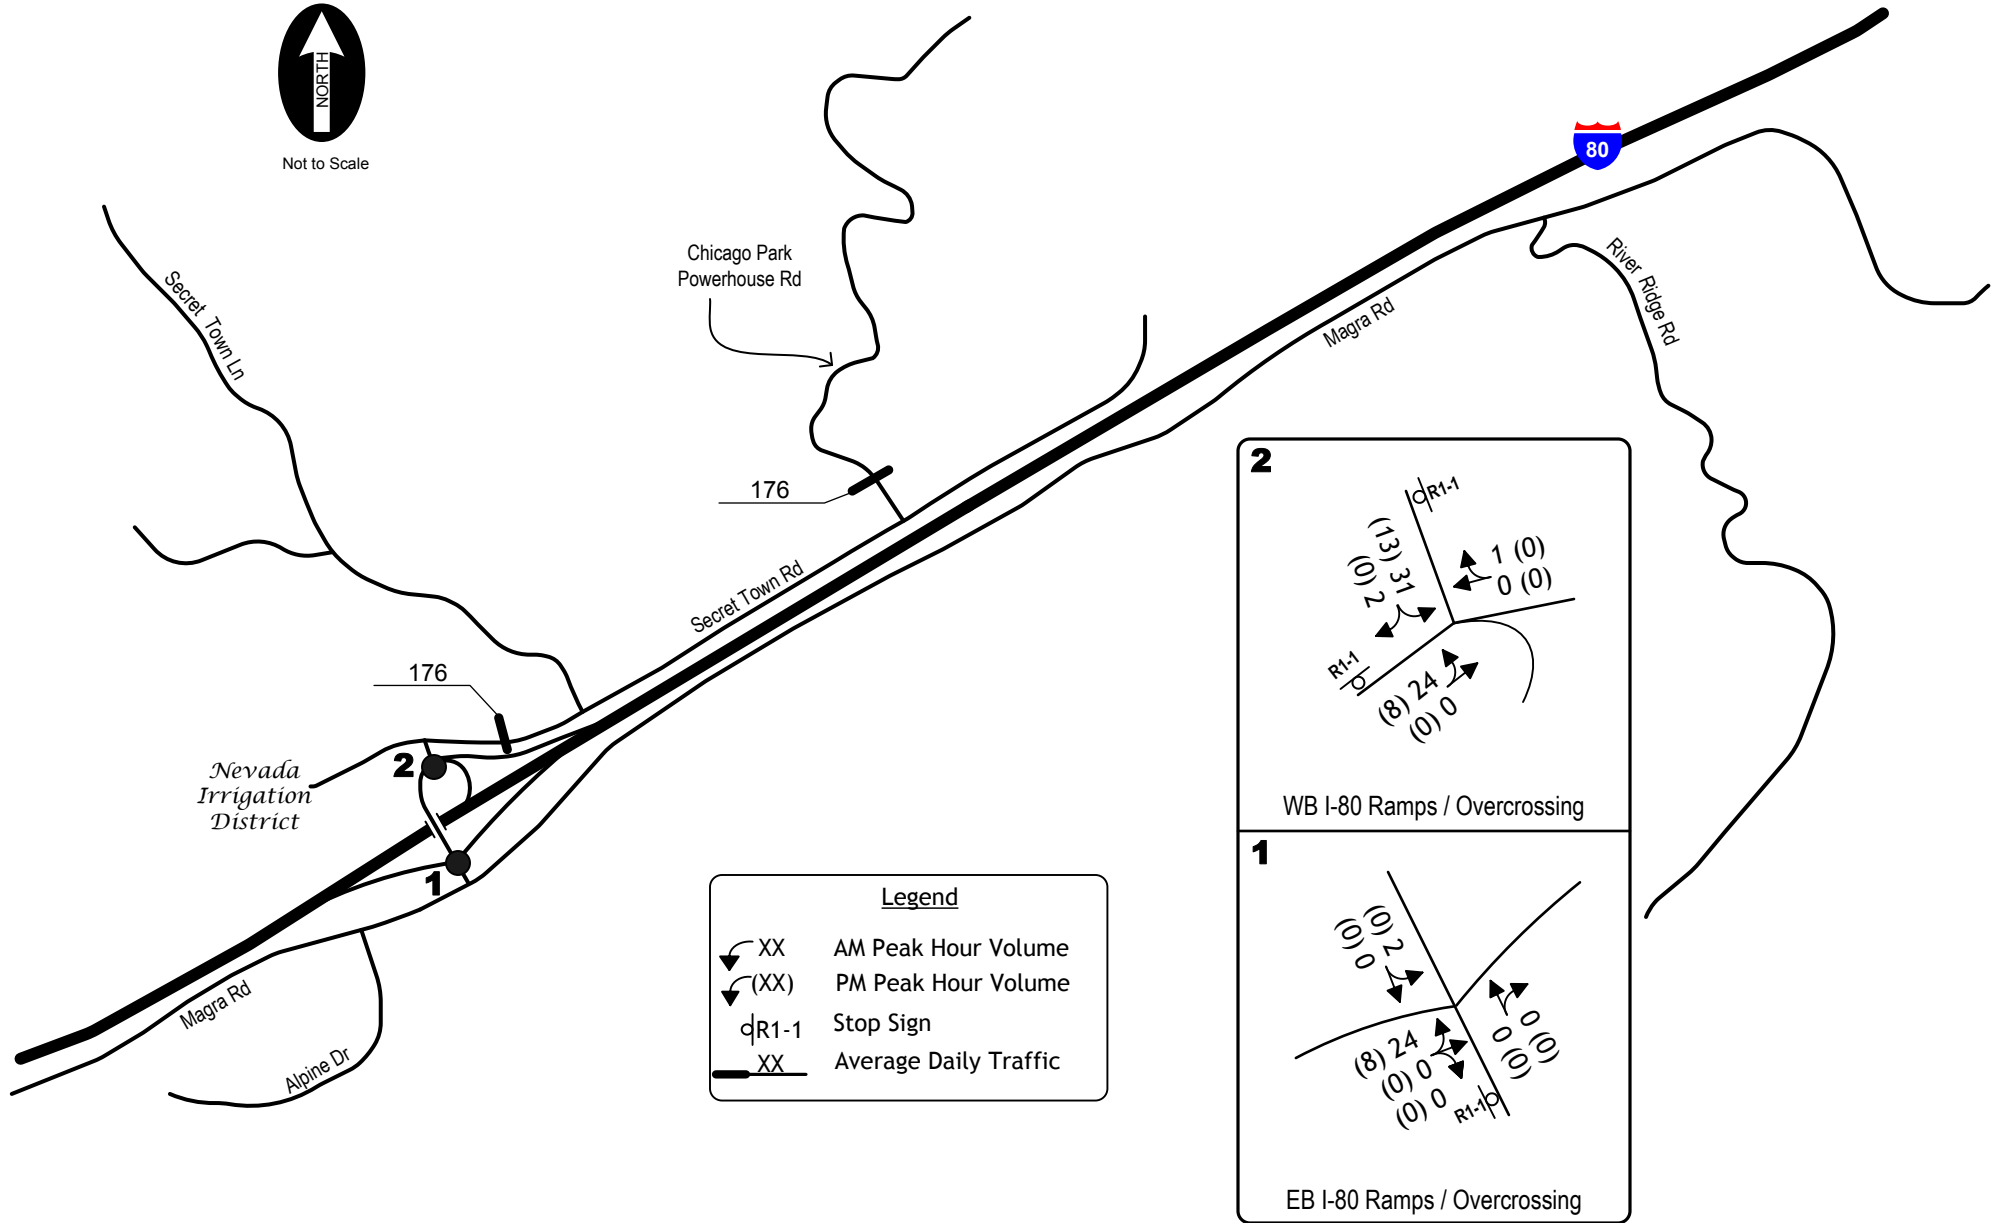 NORTH
Not to Scale
80
Chicago Park
Powerhouse Rd
Secret Town Ln
River Ridge Rd
Magra Rd
176
Secret Town Rd
176
2
Nevada
Irrigation
District
1
Magra Rd
Alpine Dr
Legend
XX AM Peak Hour Volume
(XX) PM Peak Hour Volume
R1-1 Stop Sign
XX Average Daily Traffic
2
R1-1
(13) 31
(0) 2
1 (0)
0 (0)
R1-1
(8) 24
(0) 0
WB I-80 Ramps / Overcrossing
1
(0) 2
(0) 0
0 (0)
0 (0)
(8) 24
(0) 0
(0) 0
R1-1
EB I-80 Ramps / Overcrossing